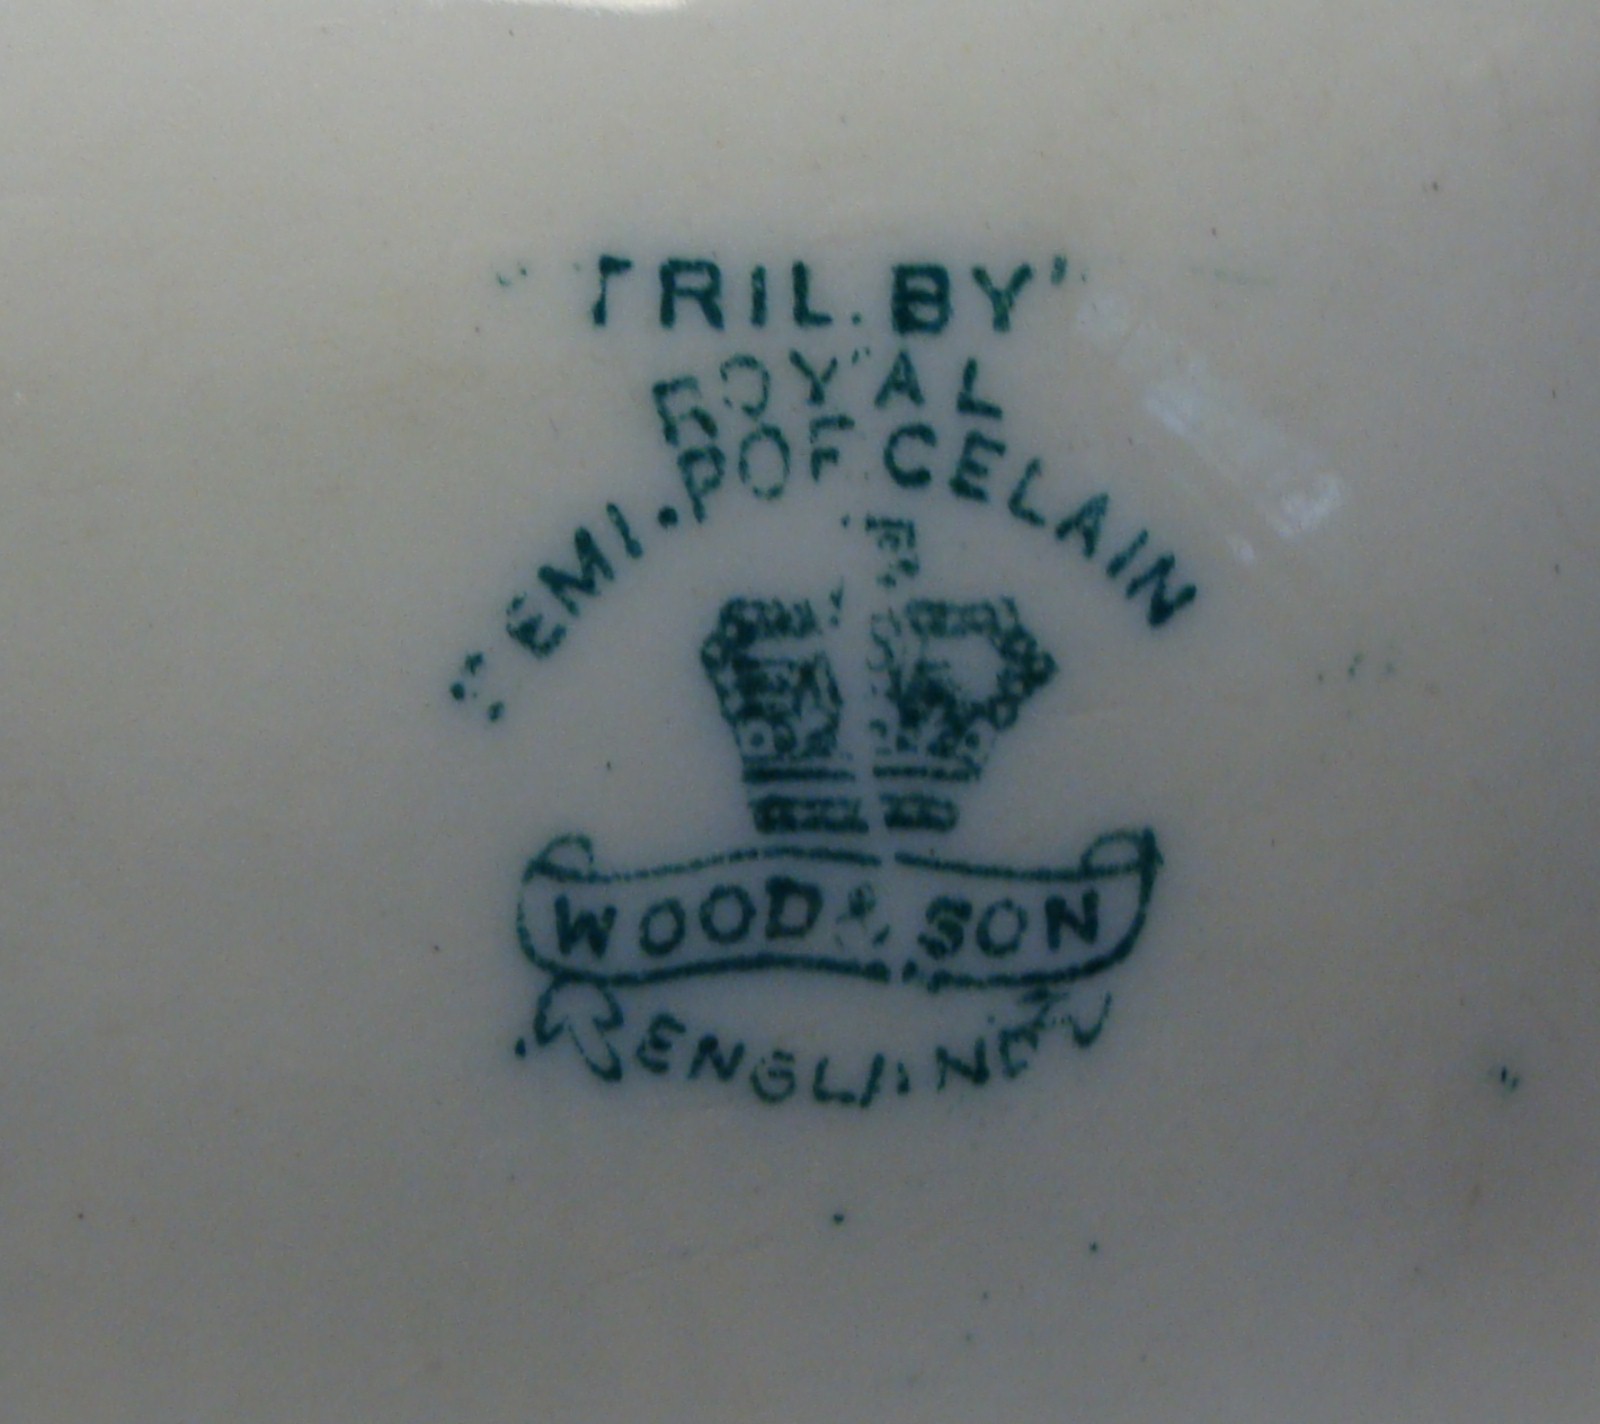 "TRILBY"
ROYAL
SEMI.PORCELAIN
WOOD & SON
ENGLAND